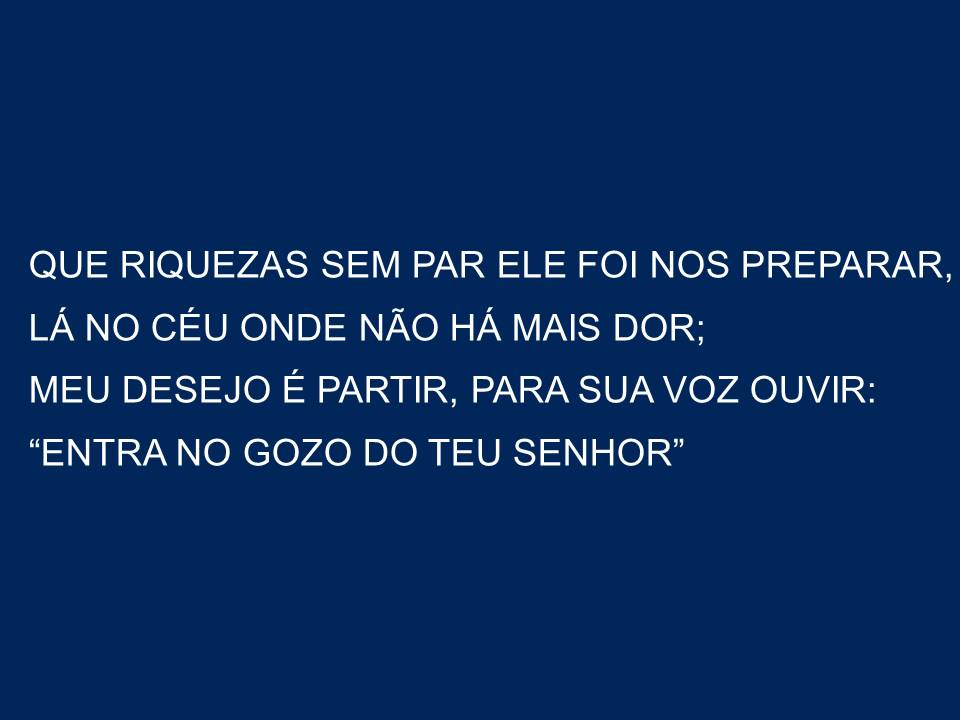 QUE RIQUEZAS SEM PAR ELE FOI NOS PREPARAR,
LÁ NO CÉU ONDE NÃO HÁ MAIS DOR;
MEU DESEJO É PARTIR, PARA SUA VOZ OUVIR:
“ENTRA NO GOZO DO TEU SENHOR”